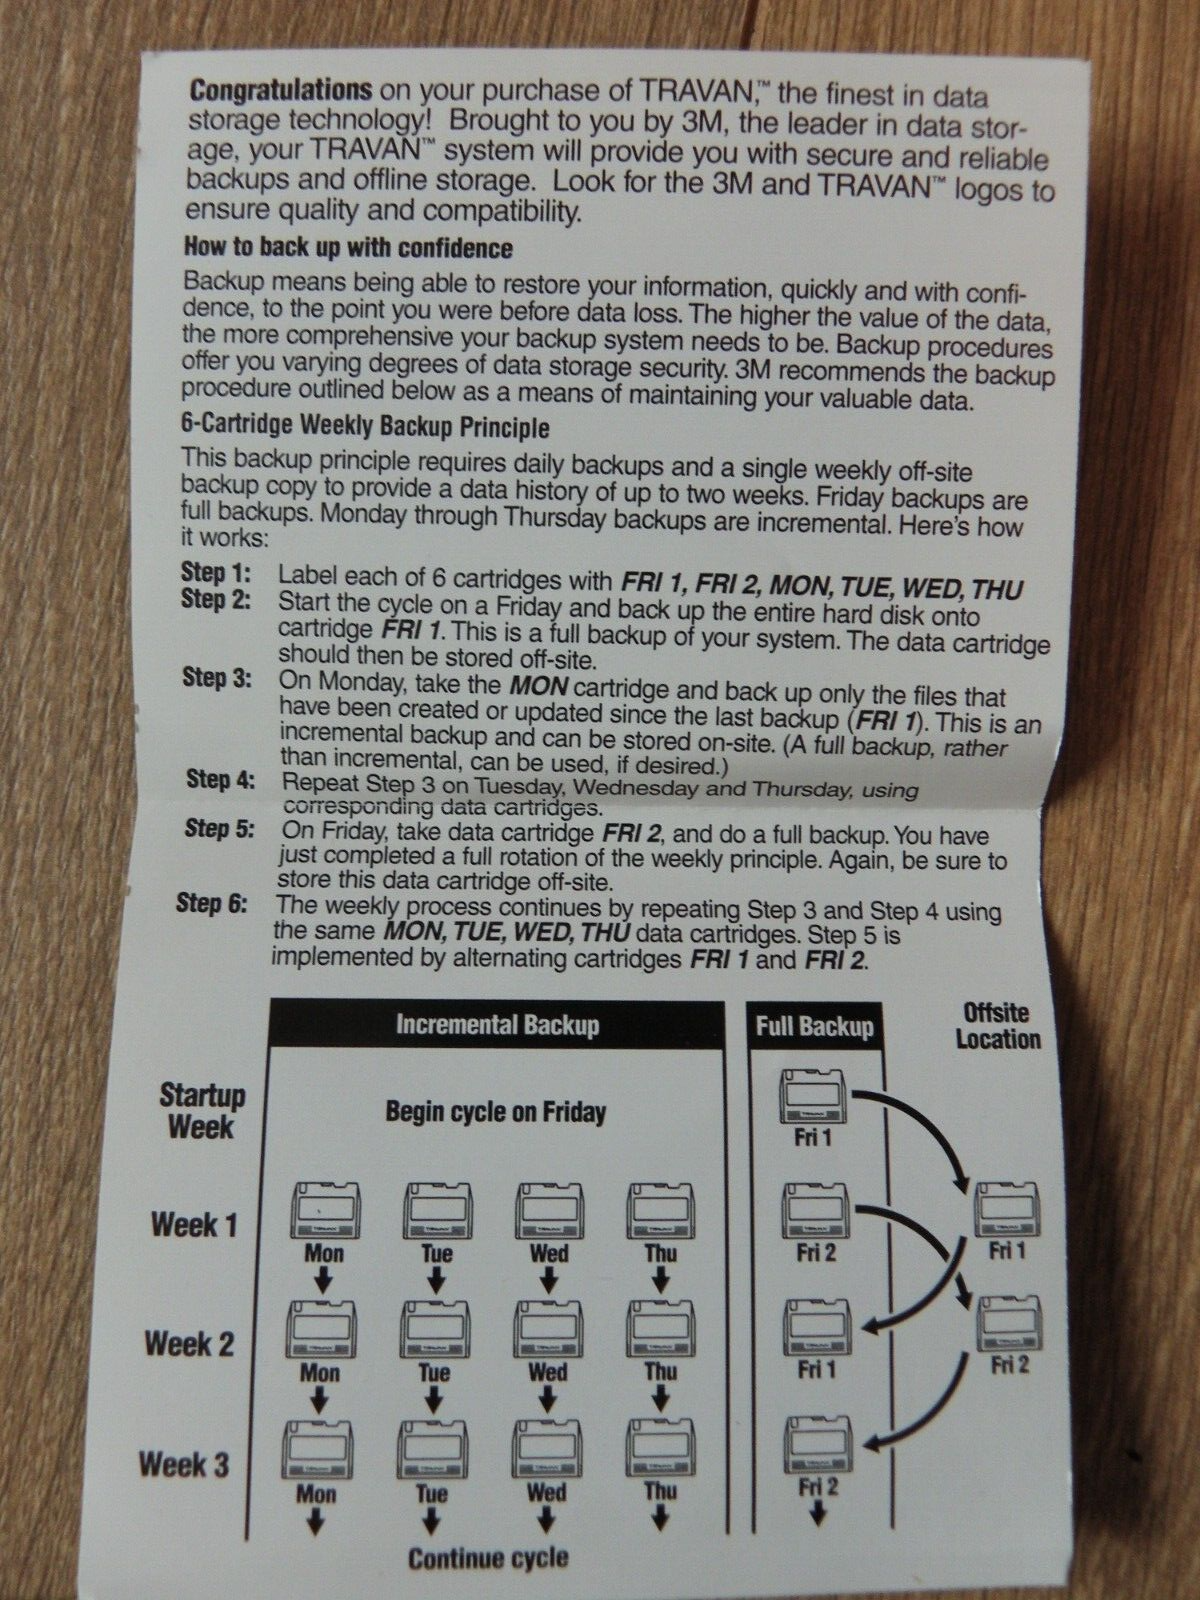 Congratulations on your purchase of TRAVAN,™ the finest in data
storage technology! Brought to you by 3M, the leader in data stor-
age, your TRAVAN™ system will provide you with secure and reliable
backups and offline storage. Look for the 3M and TRAVAN™ logos to
ensure quality and compatibility.
How to back up with confidence
Backup means being able to restore your information, quickly and with confi-
dence, to the point you were before data loss. The higher the value of the data,
the more comprehensive your backup system needs to be. Backup procedures
offer you varying degrees of data storage security. 3M recommends the backup
procedure outlined below as a means of maintaining your valuable data.
6-Cartridge Weekly Backup Principle
This backup principle requires daily backups and a single weekly off-site
backup copy to provide a data history of up to two weeks. Friday backups are
full backups. Monday through Thursday backups are incremental. Here's how
it works:
Step 1: Label each of 6 cartridges with FRI 1, FRI 2, MON, TUE, WED, THU
Step 2: Start the cycle on a Friday and back up the entire hard disk onto
cartridge FRI 1. This is a full backup of your system. The data cartridge
should then be stored off-site.
Step 3: On Monday, take the MON cartridge and back up only the files that
have been created or updated since the last backup (FRI 1). This is an
incremental backup and can be stored on-site. (A full backup, rather
than incremental, can be used, if desired.)
Step 4: Repeat Step 3 on Tuesday, Wednesday and Thursday, using
corresponding data cartridges.
Step 5: On Friday, take data cartridge FRI 2, and do a full backup. You have
just completed a full rotation of the weekly principle. Again, be sure to
store this data cartridge off-site.
Step 6: The weekly process continues by repeating Step 3 and Step 4 using
the same MON, TUE, WED, THU data cartridges. Step 5 is
implemented by alternating cartridges FRI 1 and FRI 2.
Incremental Backup Full Backup Offsite
Location
Startup
Week
Begin cycle on Friday
Fri 1
Week 1
Mon Tue Wed Thu Fri 2 Fri 1
Week 2
Mon Tue Wed Thu Fri 1 Fri 2
Week 3
Mon Tue Wed Thu Fri 2
Continue cycle